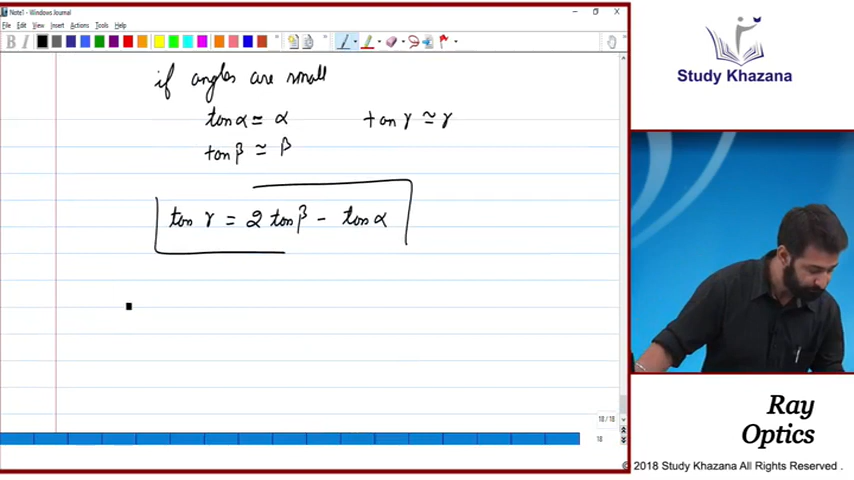 Note1 - Windows Journal
File Edit View Insert Actions Tools Help
B I
Study Khazana
if angles are small
tan α ≃ α tan γ ≃ γ
tan β ≃ β
tan γ = 2 tan β - tan α
18 / 18
18
Ray
Optics
© 2018 Study Khazana All Rights Reserved .